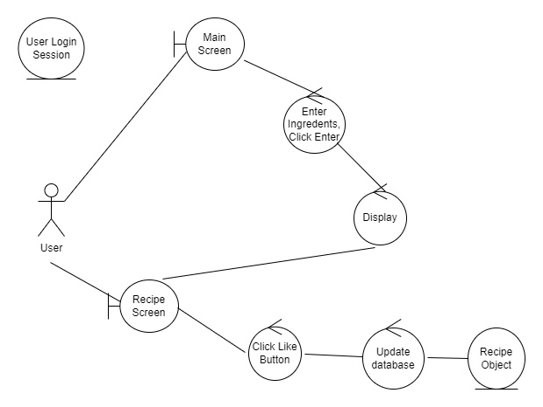 User Login
Session
Main
Screen
Enter
Ingredents,
Click Enter
Display
User
Recipe
Screen
Click Like
Button
Update
database
Recipe
Object